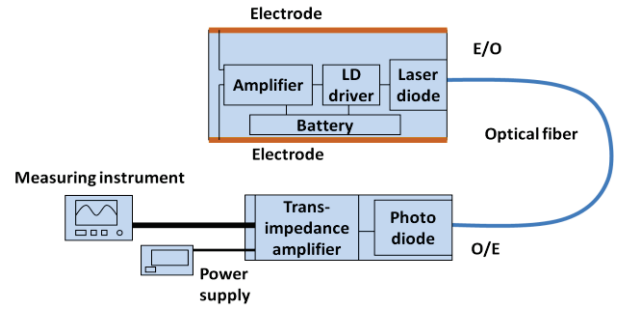 Electrode
E/O
Amplifier
LD
driver
Laser
diode
Battery
Electrode
Optical fiber
Measuring instrument
Trans-
impedance
amplifier
Photo
diode
O/E
Power
supply